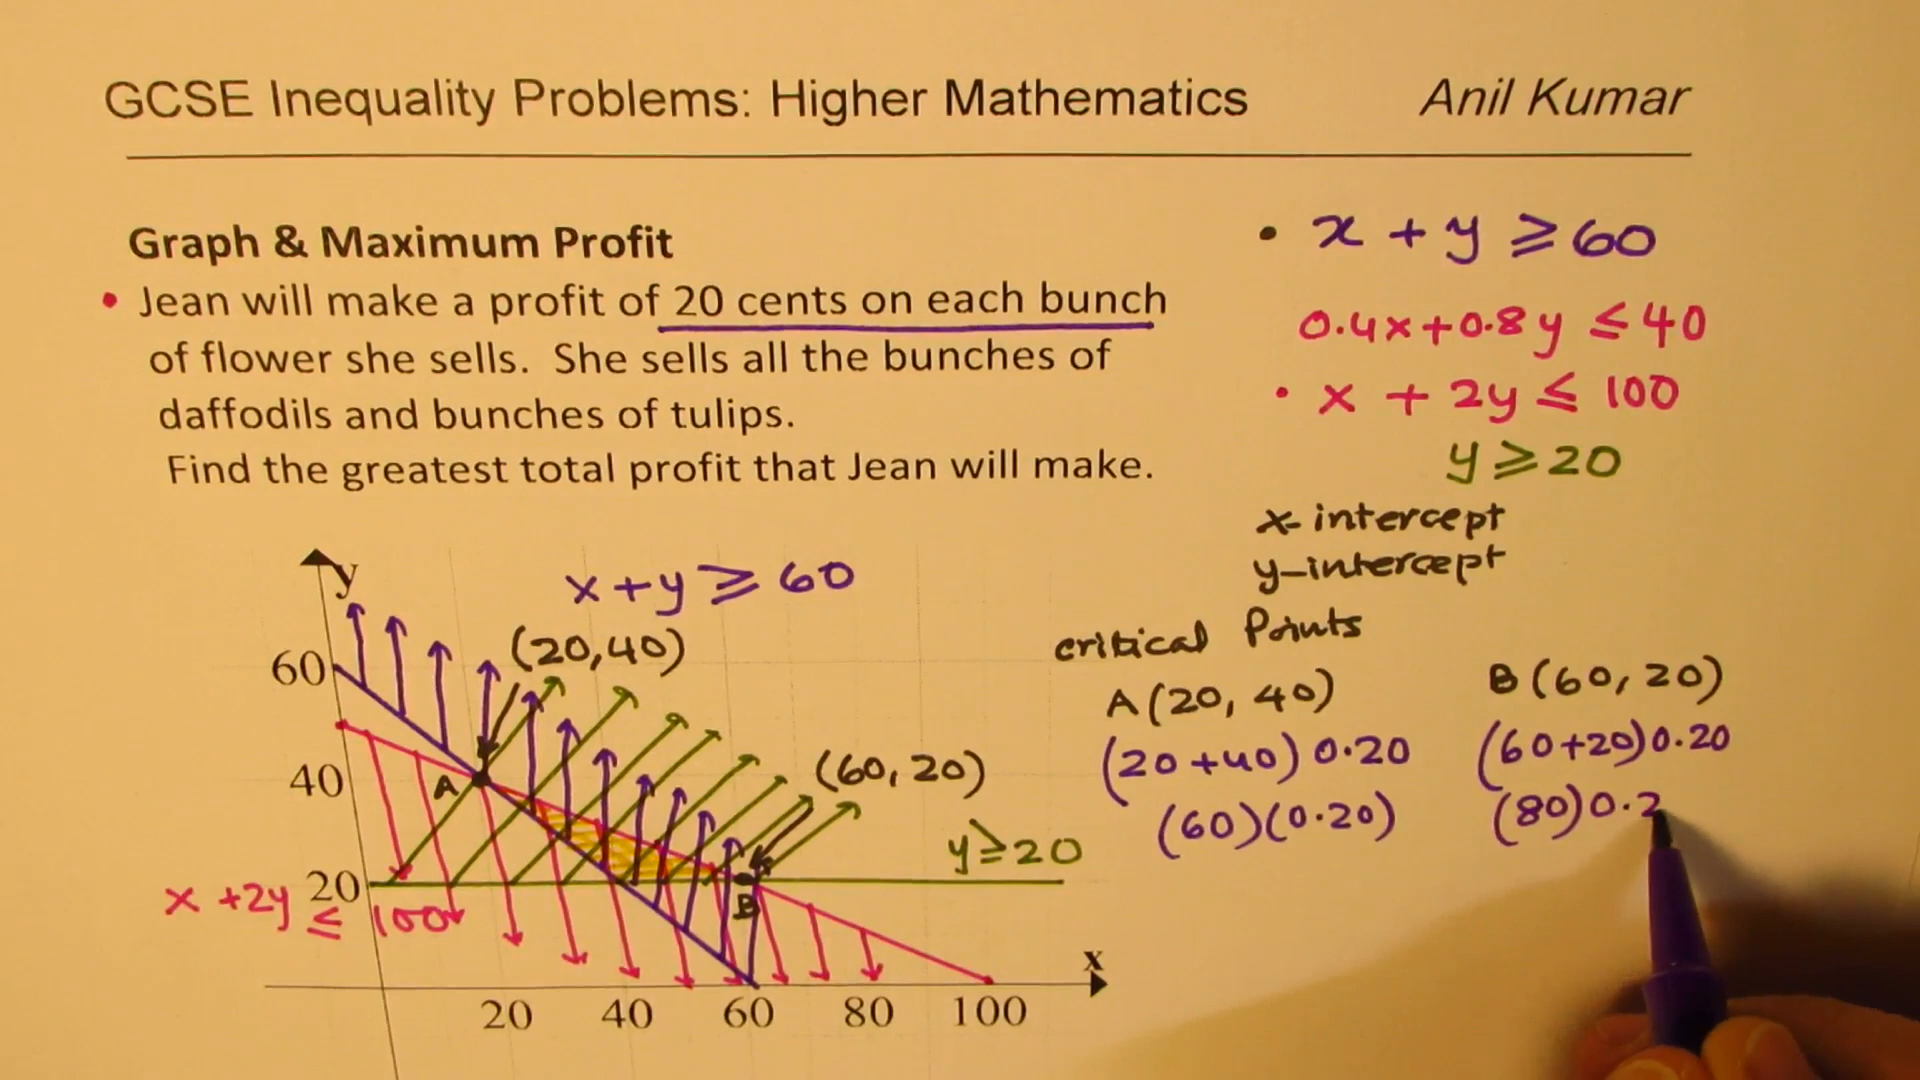 GCSE Inequality Problems: Higher Mathematics Anil Kumar
Graph & Maximum Profit
• Jean will make a profit of 20 cents on each bunch
of flower she sells. She sells all the bunches of
daffodils and bunches of tulips.
Find the greatest total profit that Jean will make.
• x + y ≥ 60
0.4x+0.8y ≤ 40
• x + 2y ≤ 100
y ≥ 20
x-intercept
y-intercept
critical Points
A(20, 40)
(20+40) 0.20
(60)(0.20)
B(60, 20)
(60+20)0.20
(80)0.2
y
x+y ≥ 60
60
(20,40)
40
A
(60,20)
y≥20
20
x +2y ≤ 100
B
x
20 40 60 80 100